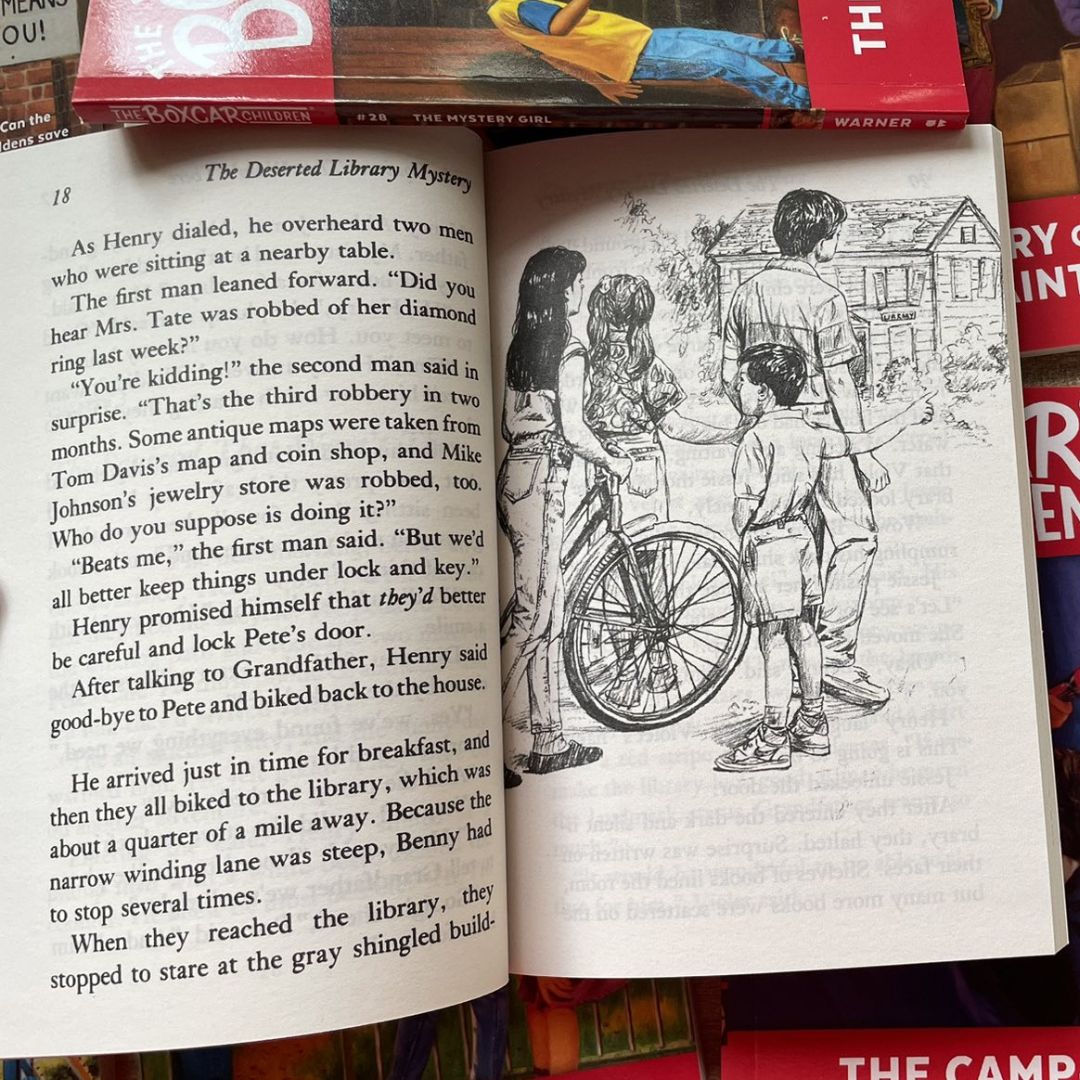 MEANS
OU!
Can the
ldens save
THE
BO
TH
THE BOXCAR CHILDREN
#28
THE MYSTERY GIRL
WARNER
18
The Deserted Library Mystery
As Henry dialed, he overheard two men
who were sitting at a nearby table.
The first man leaned forward. “Did you
hear Mrs. Tate was robbed of her diamond
ring last week?”
“You’re kidding!” the second man said in
surprise. “That’s the third robbery in two
months. Some antique maps were taken from
Tom Davis’s map and coin shop, and Mike
Johnson’s jewelry store was robbed, too.
Who do you suppose is doing it?”
“Beats me,” the first man said. “But we’d
all better keep things under lock and key.”
Henry promised himself that they’d better
be careful and lock Pete’s door.
After talking to Grandfather, Henry said
good-bye to Pete and biked back to the house.
He arrived just in time for breakfast, and
then they all biked to the library, which was
about a quarter of a mile away. Because the
narrow winding lane was steep, Benny had
to stop several times.
When they reached the library, they
stopped to stare at the gray shingled build-
LIBRARY
RY
AINT
R
EN
THE CAMP